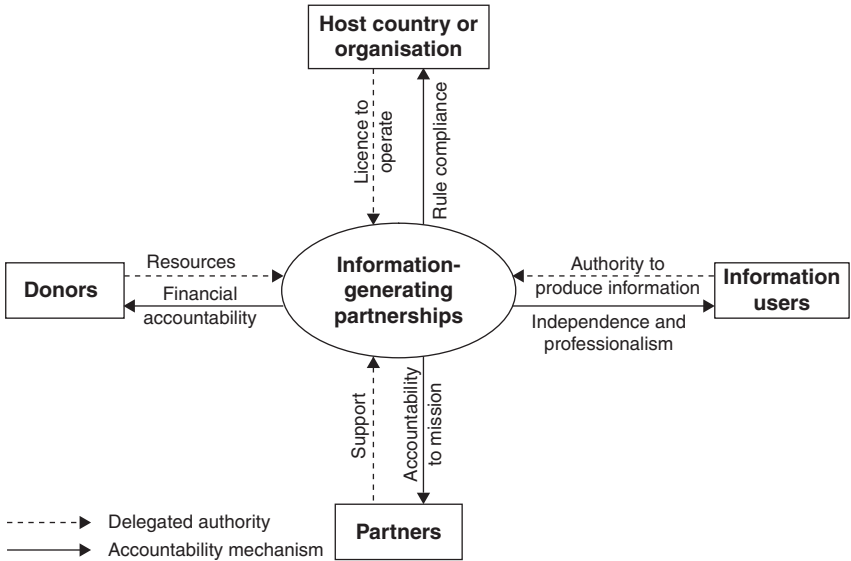 Host country or
organisation
Licence to
operate
Rule compliance
Donors
Resources
Financial
accountability
Information-
generating
partnerships
Authority to
produce information
Independence and
professionalism
Information
users
Support
Accountability
to mission
Partners
Delegated authority
Accountability mechanism